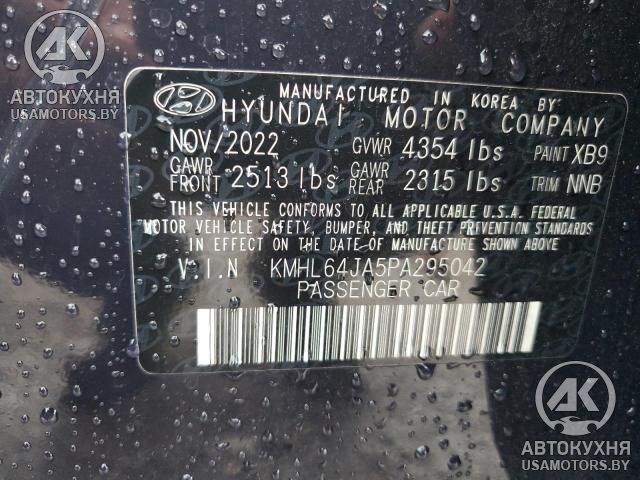 АВТОКУХНЯ
USAMOTORS.BY
MANUFACTURED IN KOREA BY:
HYUNDAI MOTOR COMPANY
NOV/2022 GVWR 4354 lbs PAINT XB9
GAWR FRONT 2513 lbs GAWR REAR 2315 lbs TRIM NNB
THIS VEHICLE CONFORMS TO ALL APPLICABLE U.S.A. FEDERAL
MOTOR VEHICLE SAFETY, BUMPER, AND THEFT PREVENTION STANDARDS
IN EFFECT ON THE DATE OF MANUFACTURE SHOWN ABOVE.
V.I.N KMHL64JA5PA295042
PASSENGER CAR
АВТОКУХНЯ
USAMOTORS.BY